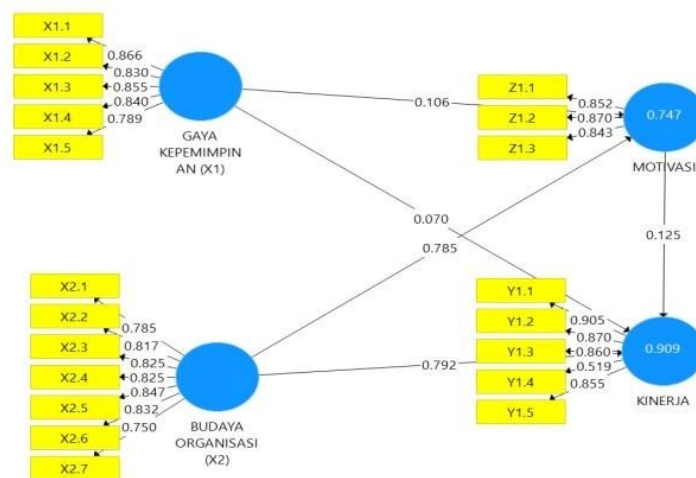 X1.1
X1.2
X1.3
X1.4
X1.5
0.866
0.830
0.855
0.840
0.789
GAYA
KEPEMIMPIN
AN (X1)
0.106
0.070
Z1.1
Z1.2
Z1.3
0.852
0.870
0.843
0.747
MOTIVASI
0.125
X2.1
X2.2
X2.3
X2.4
X2.5
X2.6
X2.7
0.785
0.817
0.825
0.825
0.847
0.832
0.750
BUDAYA
ORGANISASI
(X2)
0.785
0.792
Y1.1
Y1.2
Y1.3
Y1.4
Y1.5
0.905
0.870
0.860
0.519
0.855
0.909
KINERJA